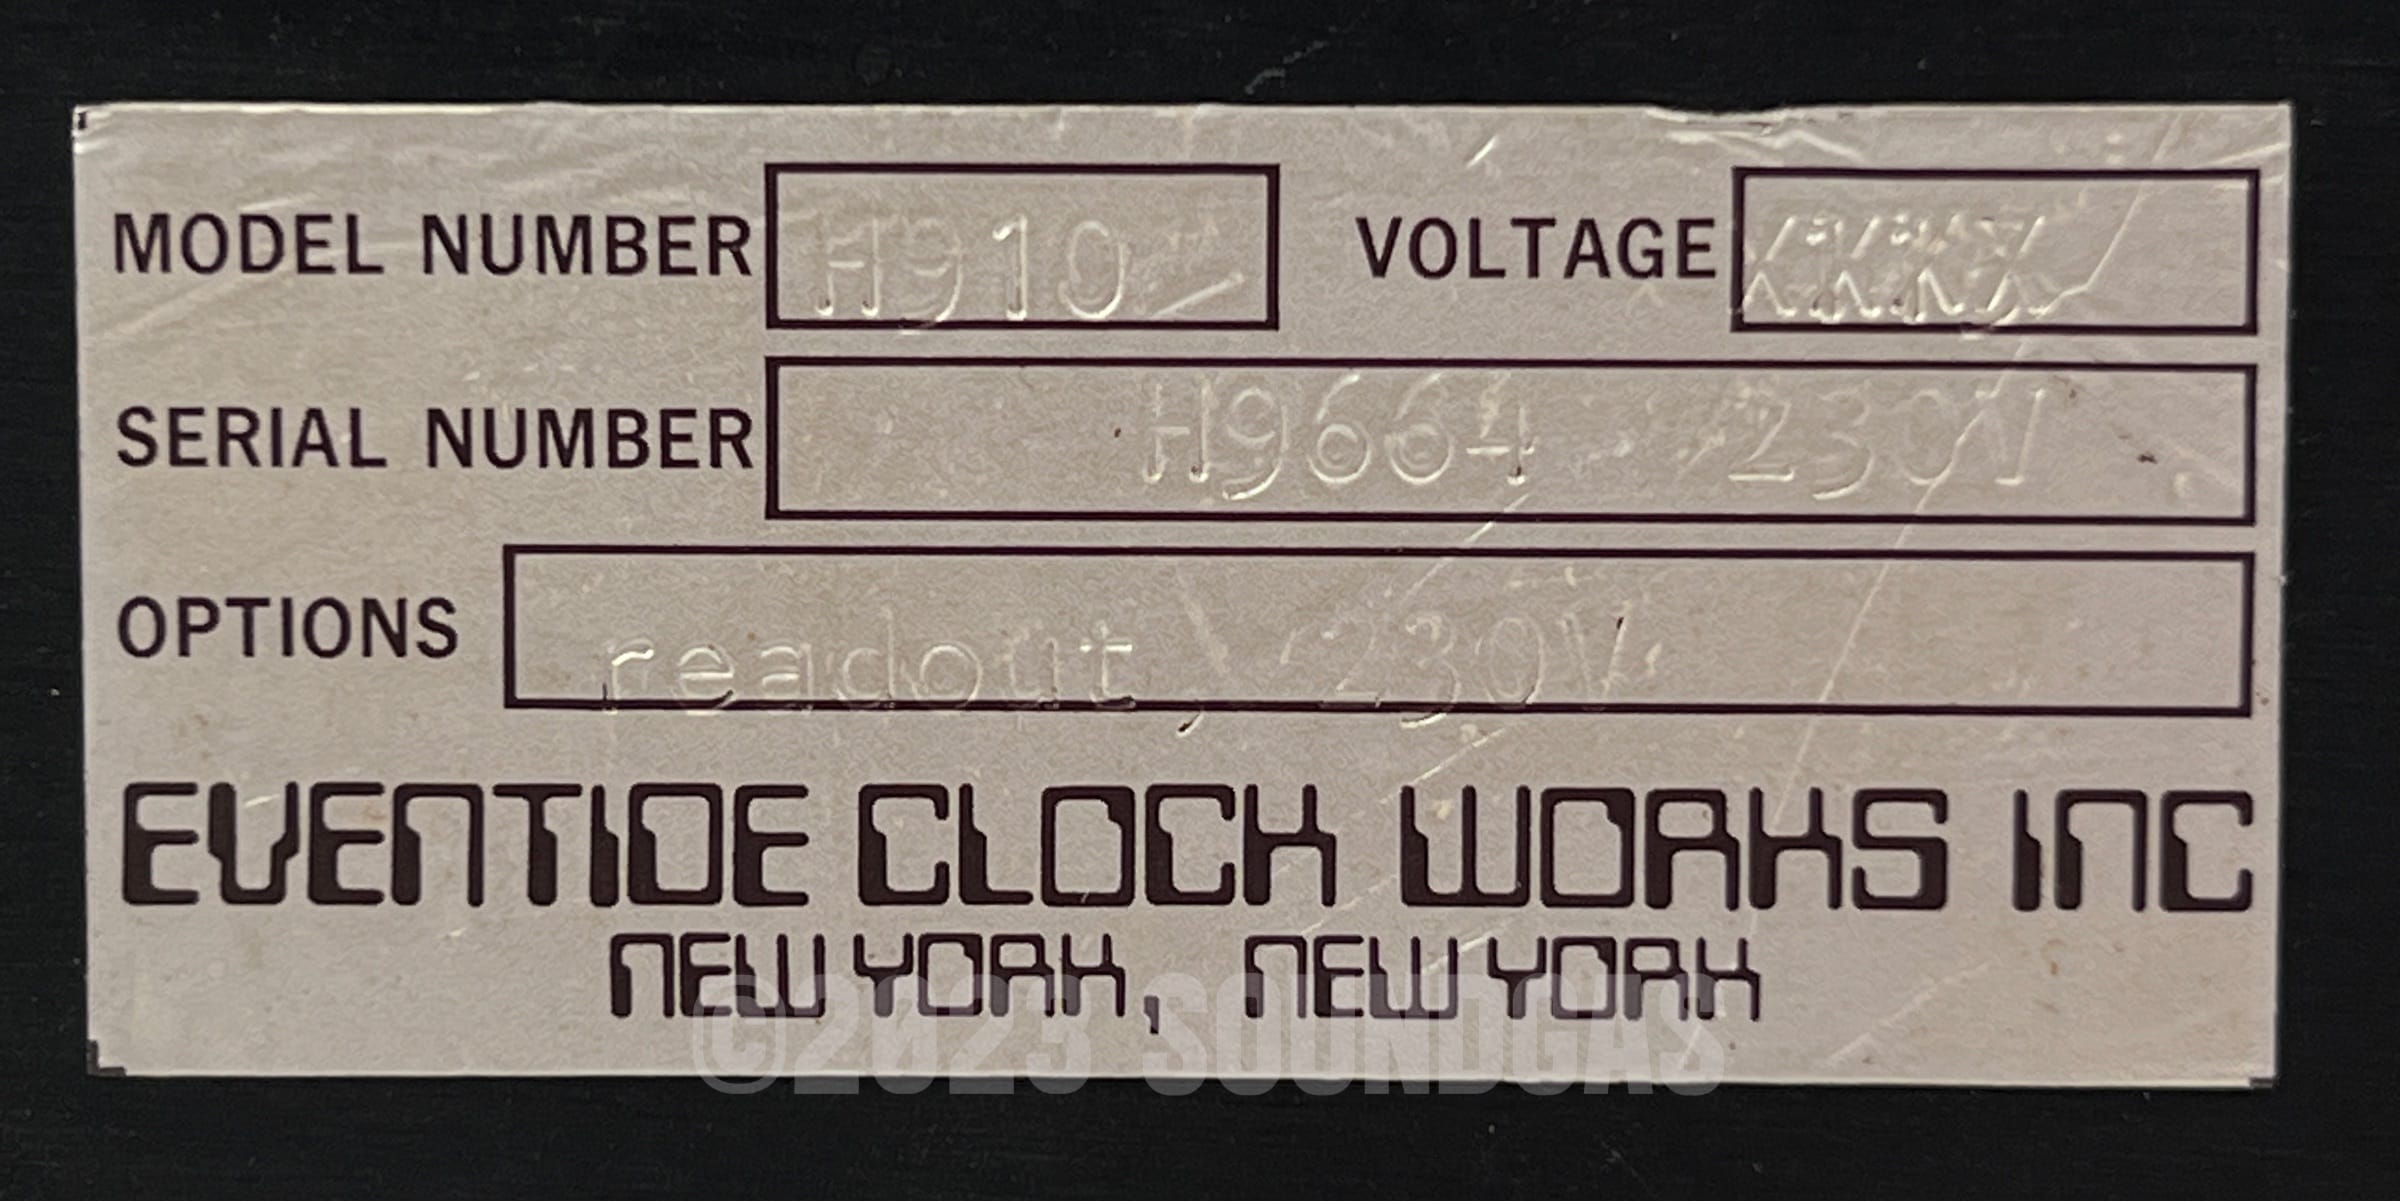 MODEL NUMBER H910 VOLTAGE
SERIAL NUMBER H9664 230V
OPTIONS readout, 230V
EVENTIDE CLOCK WORKS INC
NEW YORK, NEW YORK
©2023 SOUNDGAS